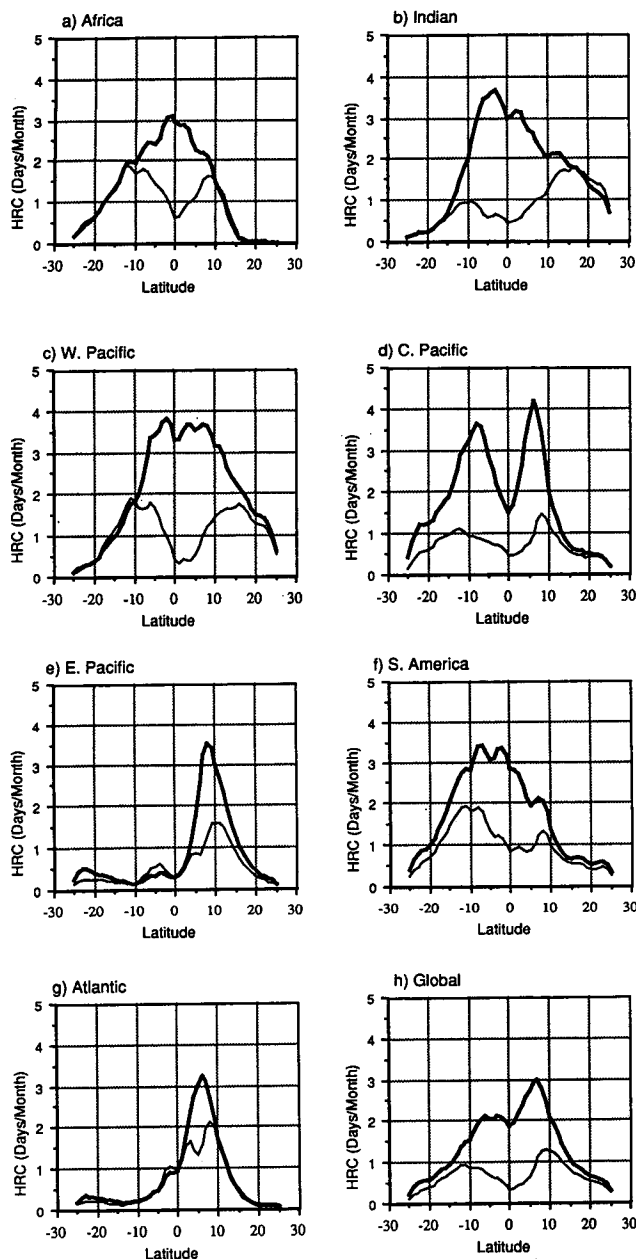 a) Africa
HRC (Days/Month)
5
4
3
2
1
0
-30 -20 -10 0 10 20 30
Latitude
b) Indian
HRC (Days/Month)
5
4
3
2
1
0
-30 -20 -10 0 10 20 30
Latitude
c) W. Pacific
HRC (Days/Month)
5
4
3
2
1
0
-30 -20 -10 0 10 20 30
Latitude
d) C. Pacific
HRC (Days/Month)
5
4
3
2
1
0
-30 -20 -10 0 10 20 30
Latitude
e) E. Pacific
HRC (Days/Month)
5
4
3
2
1
0
-30 -20 -10 0 10 20 30
Latitude
f) S. America
HRC (Days/Month)
5
4
3
2
1
0
-30 -20 -10 0 10 20 30
Latitude
g) Atlantic
HRC (Days/Month)
5
4
3
2
1
0
-30 -20 -10 0 10 20 30
Latitude
h) Global
HRC (Days/Month)
5
4
3
2
1
0
-30 -20 -10 0 10 20 30
Latitude